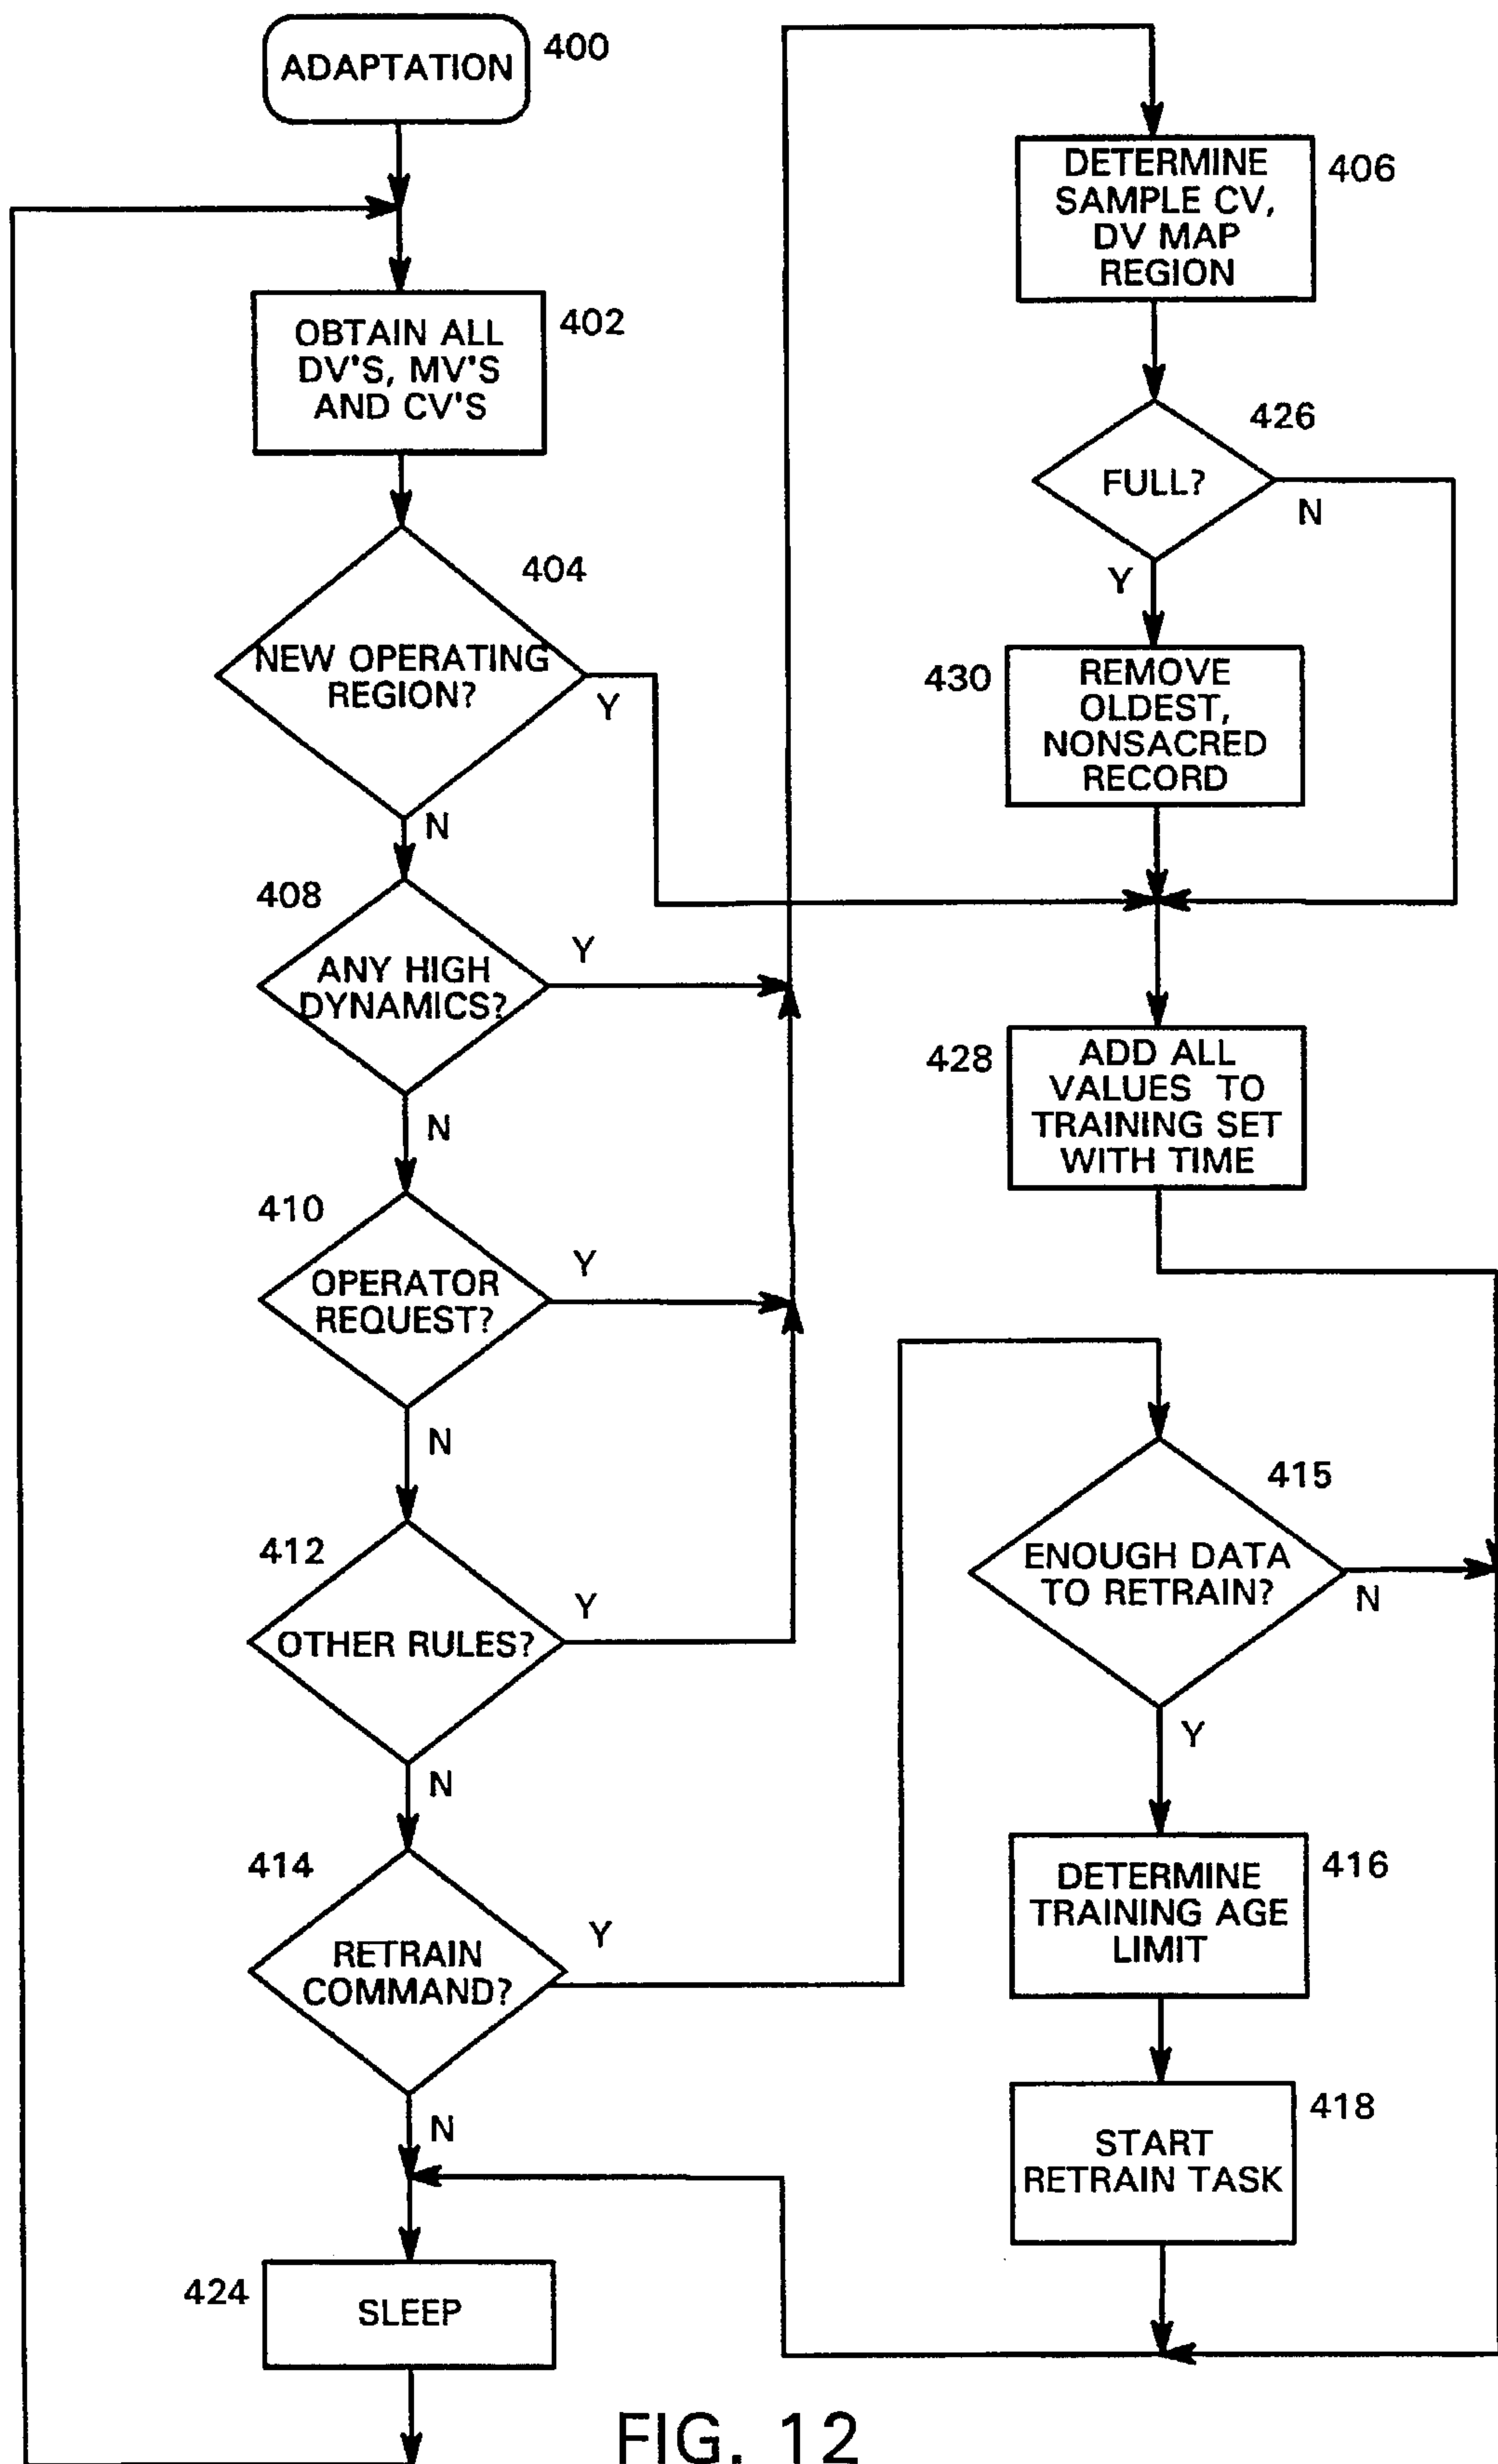 ADAPTATION
400
OBTAIN ALL
DV'S, MV'S
AND CV'S
402
404
NEW OPERATING
REGION?
Y
N
408
ANY HIGH
DYNAMICS?
Y
N
410
OPERATOR
REQUEST?
Y
N
412
OTHER RULES?
Y
N
414
RETRAIN
COMMAND?
Y
N
424
SLEEP
DETERMINE
SAMPLE CV,
DV MAP
REGION
406
426
FULL?
N
Y
430
REMOVE
OLDEST,
NONSACRED
RECORD
428
ADD ALL
VALUES TO
TRAINING SET
WITH TIME
415
ENOUGH DATA
TO RETRAIN?
N
Y
DETERMINE
TRAINING AGE
LIMIT
416
START
RETRAIN TASK
418
FIG. 12